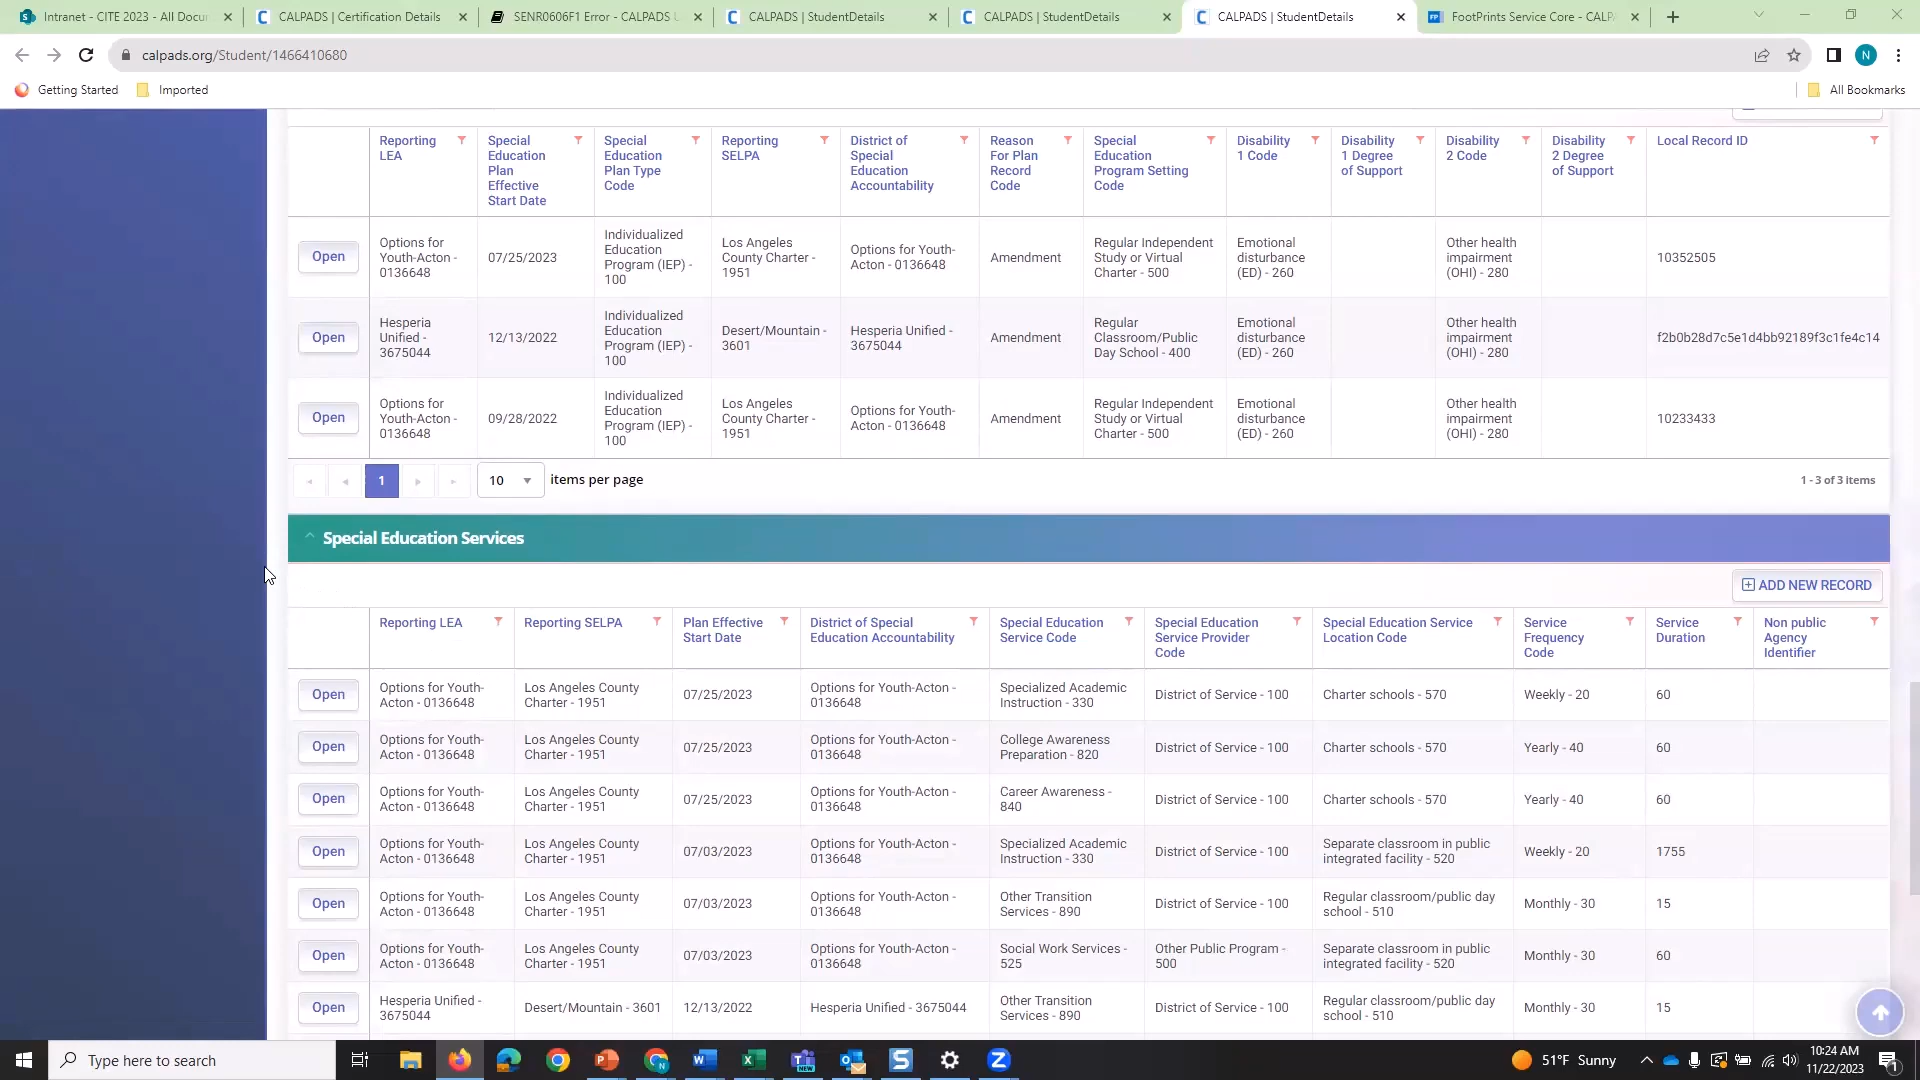 Intranet - CITE 2023 - All Docu
CALPADS | Certification Details
SENR0606F1 Error - CALPADS U
CALPADS | StudentDetails
CALPADS | StudentDetails
CALPADS | StudentDetails
FootPrints Service Core - CALP
calpads.org/Student/1466410680
N
Getting Started
Imported
All Bookmarks
Reporting LEA
Special Education Plan Effective Start Date
Special Education Plan Type Code
Reporting SELPA
District of Special Education Accountability
Reason For Plan Record Code
Special Education Program Setting Code
Disability 1 Code
Disability 1 Degree of Support
Disability 2 Code
Disability 2 Degree of Support
Local Record ID
Open Options for Youth-Acton - 0136648 07/25/2023 Individualized Education Program (IEP) - 100 Los Angeles County Charter - 1951 Options for Youth-Acton - 0136648 Amendment Regular Independent Study or Virtual Charter - 500 Emotional disturbance (ED) - 260 Other health impairment (OHI) - 280 10352505
Open Hesperia Unified - 3675044 12/13/2022 Individualized Education Program (IEP) - 100 Desert/Mountain - 3601 Hesperia Unified - 3675044 Amendment Regular Classroom/Public Day School - 400 Emotional disturbance (ED) - 260 Other health impairment (OHI) - 280 f2b0b28d7c5e1d4bb92189f3c1fe4c14
Open Options for Youth-Acton - 0136648 09/28/2022 Individualized Education Program (IEP) - 100 Los Angeles County Charter - 1951 Options for Youth-Acton - 0136648 Amendment Regular Independent Study or Virtual Charter - 500 Emotional disturbance (ED) - 260 Other health impairment (OHI) - 280 10233433
1
10
items per page
1 - 3 of 3 items
Special Education Services
ADD NEW RECORD
Reporting LEA
Reporting SELPA
Plan Effective Start Date
District of Special Education Accountability
Special Education Service Code
Special Education Service Provider Code
Special Education Service Location Code
Service Frequency Code
Service Duration
Non public Agency Identifier
Open Options for Youth-Acton - 0136648 Los Angeles County Charter - 1951 07/25/2023 Options for Youth-Acton - 0136648 Specialized Academic Instruction - 330 District of Service - 100 Charter schools - 570 Weekly - 20 60
Open Options for Youth-Acton - 0136648 Los Angeles County Charter - 1951 07/25/2023 Options for Youth-Acton - 0136648 College Awareness Preparation - 820 District of Service - 100 Charter schools - 570 Yearly - 40 60
Open Options for Youth-Acton - 0136648 Los Angeles County Charter - 1951 07/25/2023 Options for Youth-Acton - 0136648 Career Awareness - 840 District of Service - 100 Charter schools - 570 Yearly - 40 60
Open Options for Youth-Acton - 0136648 Los Angeles County Charter - 1951 07/03/2023 Options for Youth-Acton - 0136648 Specialized Academic Instruction - 330 District of Service - 100 Separate classroom in public integrated facility - 520 Weekly - 20 1755
Open Options for Youth-Acton - 0136648 Los Angeles County Charter - 1951 07/03/2023 Options for Youth-Acton - 0136648 Other Transition Services - 890 District of Service - 100 Regular classroom/public day school - 510 Monthly - 30 15
Open Options for Youth-Acton - 0136648 Los Angeles County Charter - 1951 07/03/2023 Options for Youth-Acton - 0136648 Social Work Services - 525 Other Public Program - 500 Separate classroom in public integrated facility - 520 Monthly - 30 60
Open Hesperia Unified - 3675044 Desert/Mountain - 3601 12/13/2022 Hesperia Unified - 3675044 Other Transition Services - 890 District of Service - 100 Regular classroom/public day school - 510 Monthly - 30 15
Type here to search
51°F Sunny
10:24 AM
11/22/2023